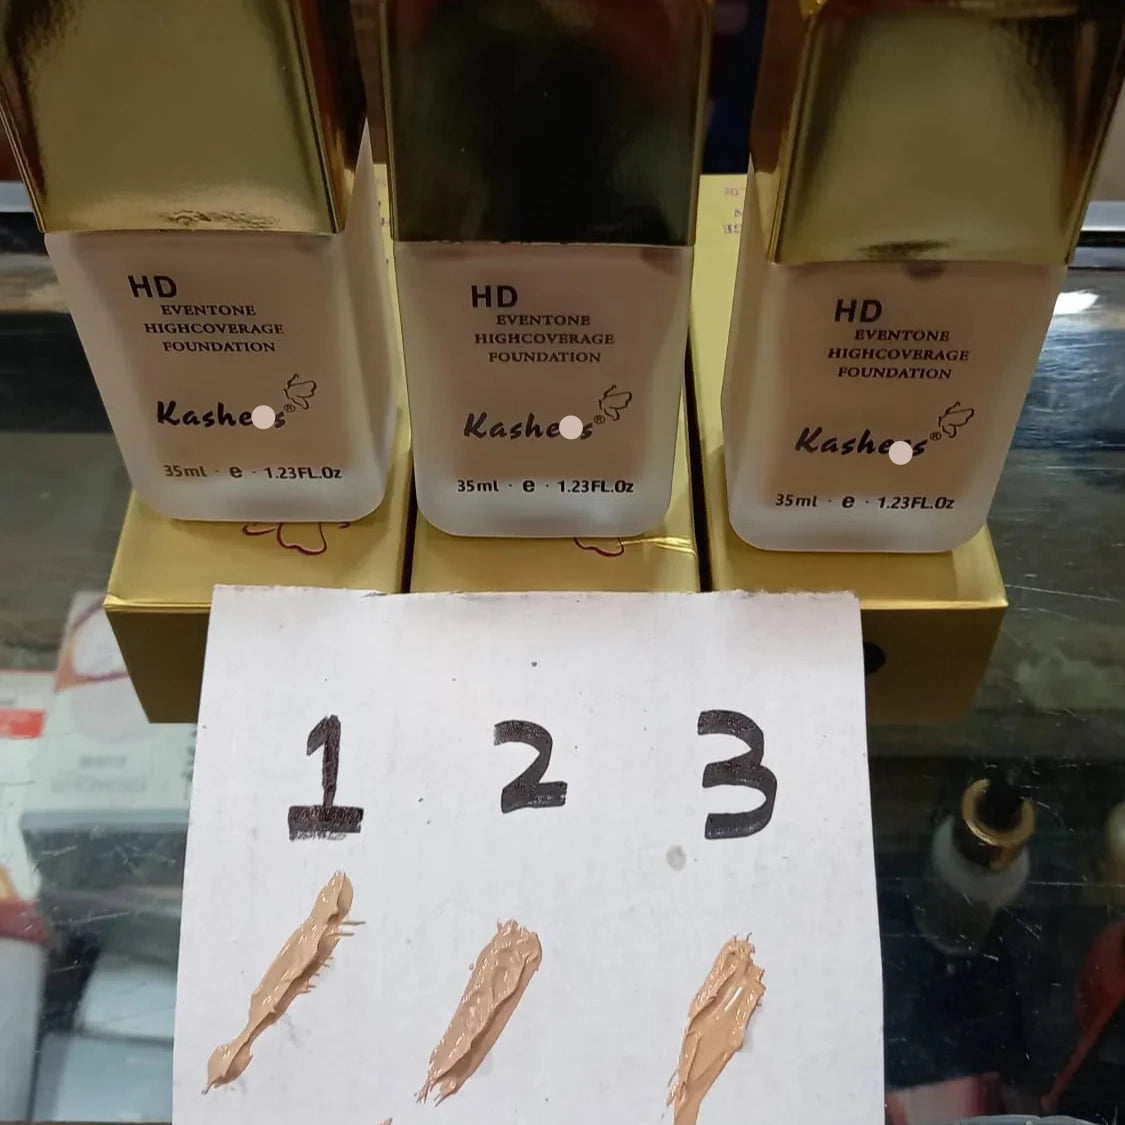 HD
EVENTONE
HIGHCOVERAGE
FOUNDATION
35ml · e · 1.23FL.Oz
HD
EVENTONE
HIGHCOVERAGE
FOUNDATION
35ml · e · 1.23FL.Oz
HD
EVENTONE
HIGHCOVERAGE
FOUNDATION
35ml · e · 1.23FL.Oz
1 2 3